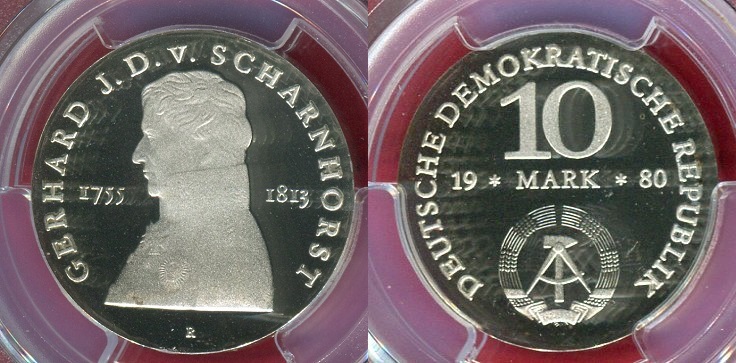 GERHARD J. D. v. SCHARNHORST
1755 1813
R
DEUTSCHE DEMOKRATISCHE REPUBLIK
10
19 * MARK * 80